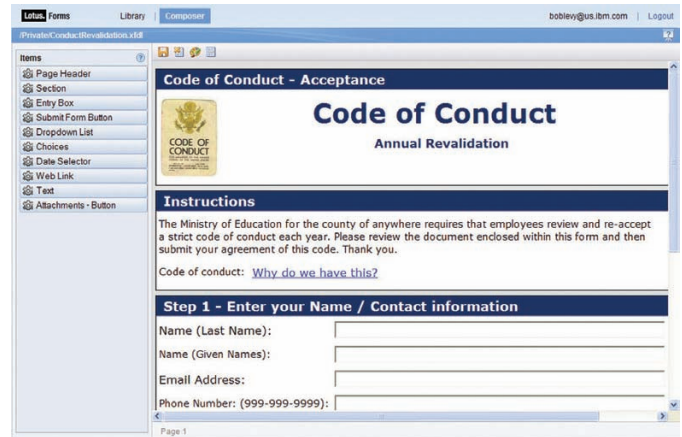 Lotus. Forms Library | Composer boblevy@us.ibm.com | Logout
/Private/ConductRevalidation.xfdl
Items
Page Header
Section
Entry Box
Submit Form Button
Dropdown List
Choices
Date Selector
Web Link
Text
Attachments - Button
Code of Conduct - Acceptance
CODE OF
CONDUCT
Code of Conduct
Annual Revalidation
Instructions
The Ministry of Education for the county of anywhere requires that employees review and re-accept
a strict code of conduct each year. Please review the document enclosed within this form and then
submit your agreement of this code. Thank you.
Code of conduct: Why do we have this?
Step 1 - Enter your Name / Contact information
Name (Last Name):
Name (Given Names):
Email Address:
Phone Number: (999-999-9999):
Page 1